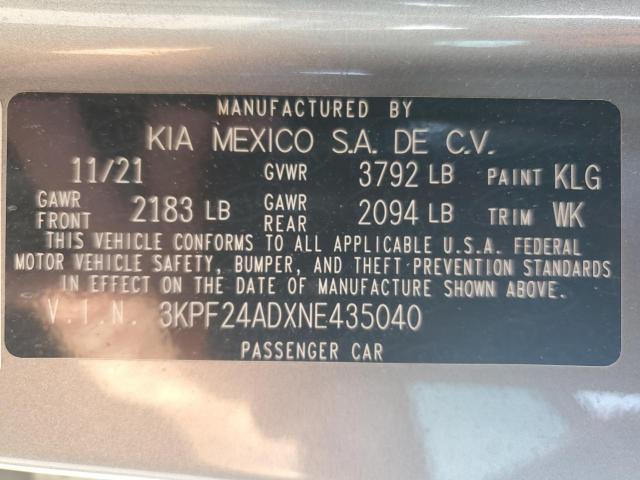 MANUFACTURED BY
KIA MEXICO S.A. DE C.V.
11/21 GVWR 3792 LB PAINT KLG
GAWR FRONT 2183 LB GAWR REAR 2094 LB TRIM WK
THIS VEHICLE CONFORMS TO ALL APPLICABLE U.S.A. FEDERAL
MOTOR VEHICLE SAFETY, BUMPER, AND THEFT PREVENTION STANDARDS
IN EFFECT ON THE DATE OF MANUFACTURE SHOWN ABOVE.
V.I.N. 3KPF24ADXNE435040
PASSENGER CAR